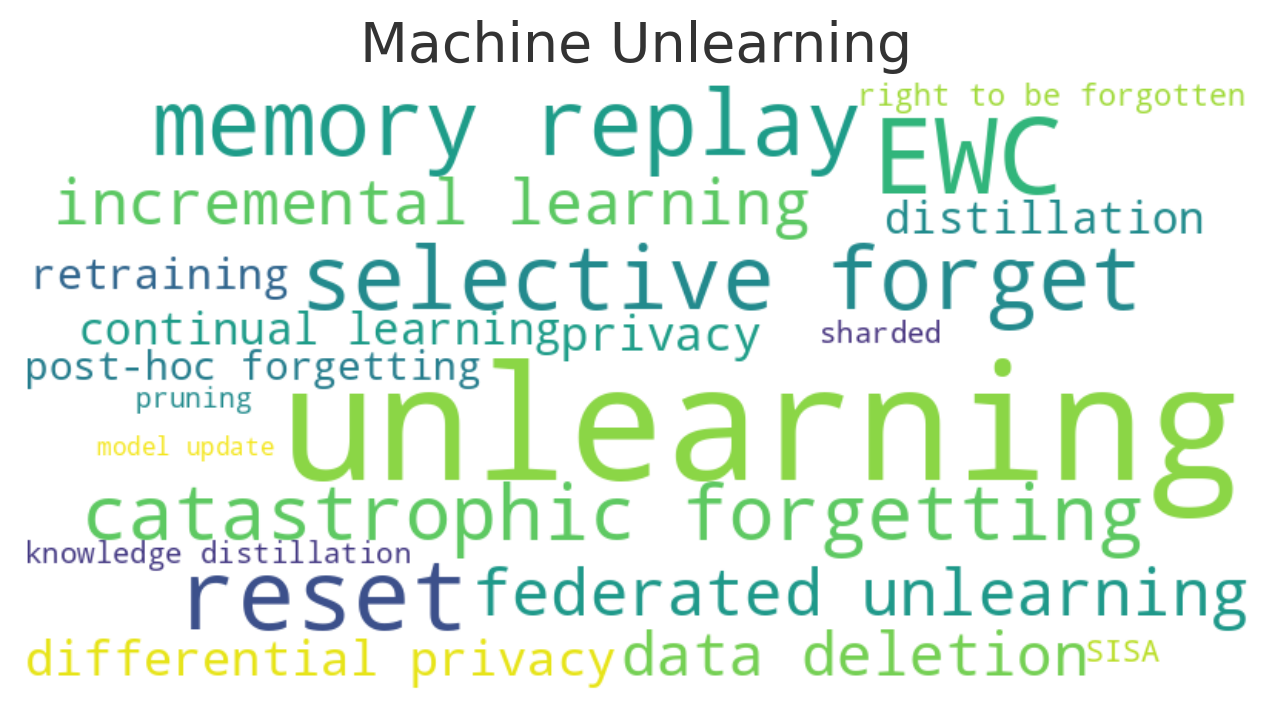 Machine Unlearning
right to be forgotten
memory replay
EWC
incremental learning
distillation
retraining
selective forget
continual learning
privacy
sharded
post-hoc forgetting
pruning
unlearning
model update
catastrophic forgetting
knowledge distillation
reset
federated unlearning
differential privacy
data deletion
SISA